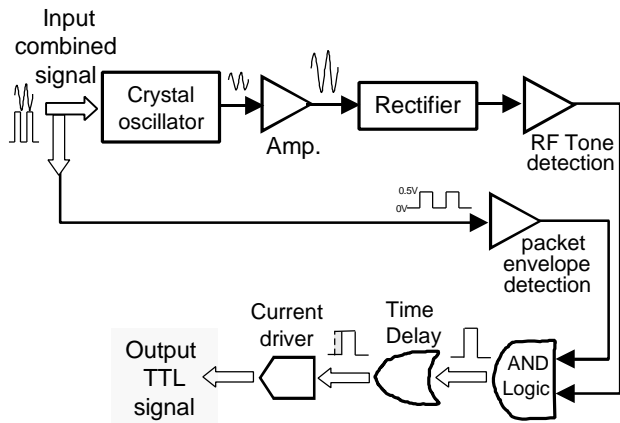 Input
combined
signal
Crystal
oscillator
Amp.
Rectifier
RF Tone
detection
0.5V
0V
packet
envelope
detection
Current
driver
Time
Delay
AND
Logic
Output
TTL
signal